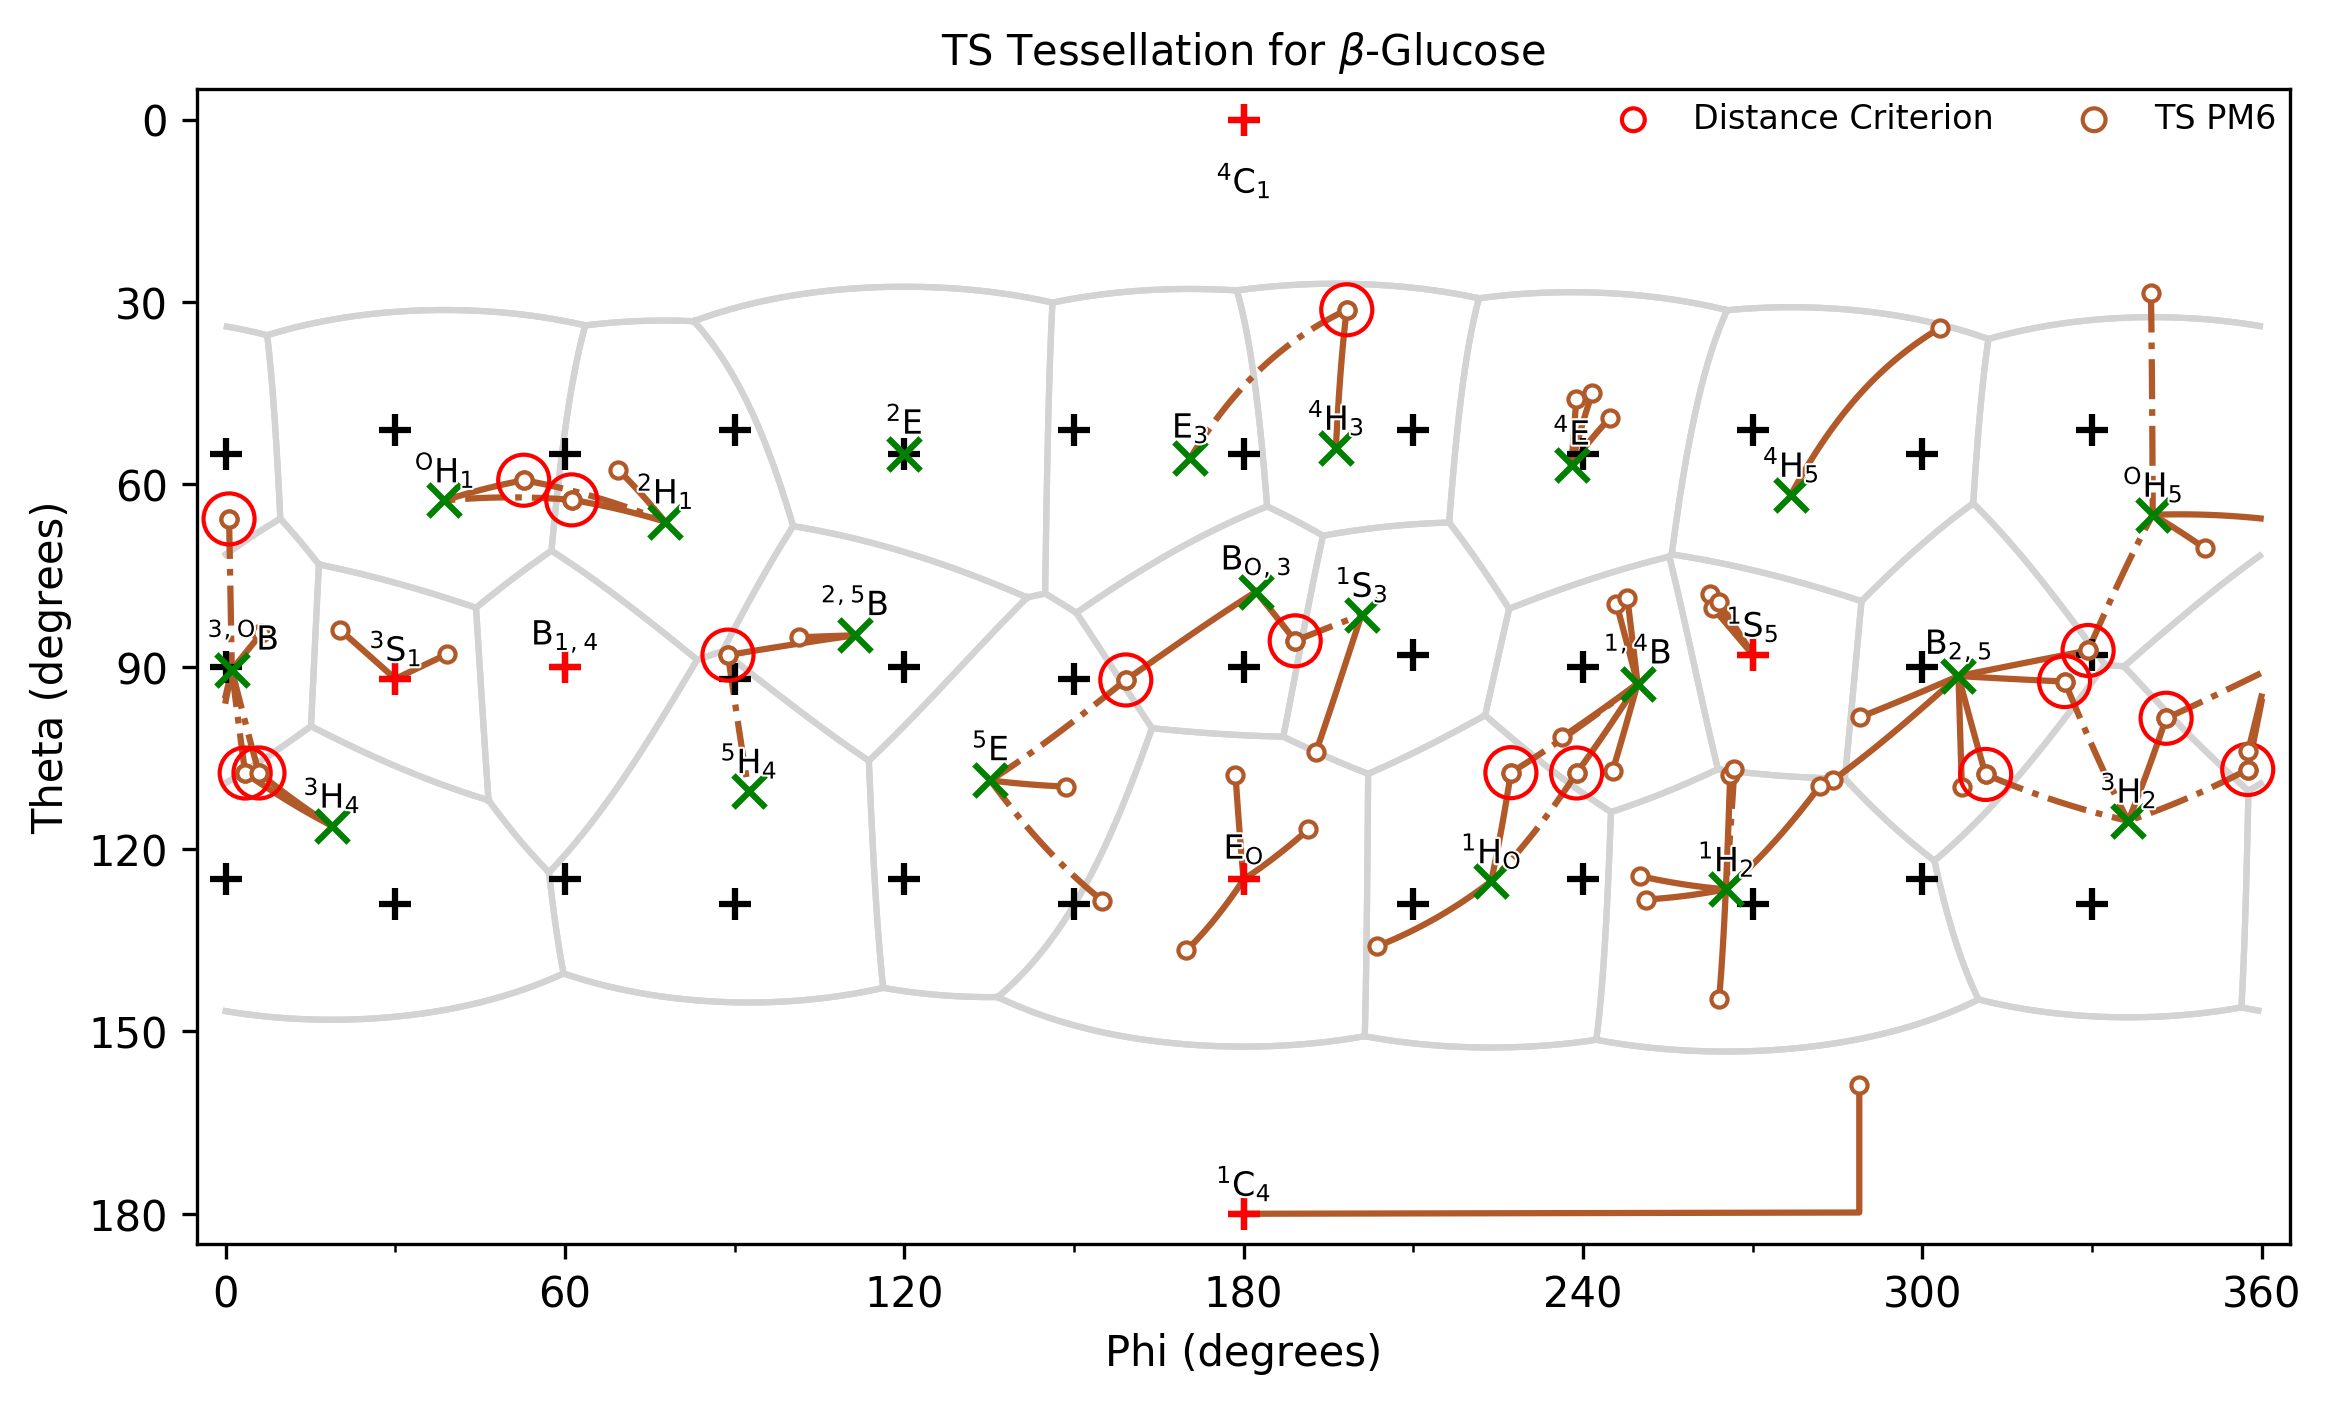 TS Tessellation for β-Glucose
Distance Criterion
TS PM6
⁴C₁
²E
E₃
⁴H₃
⁴E
⁴H₅
ᴼH₁
²H₁
ᴼH₅
B_O,3
¹S₃
²,⁵B
³,ᴼB
³S₁
B₁,₄
¹S₅
¹,⁴B
B₂,₅
⁵H₄
⁵E
³H₄
³H₂
E_O
¹H_O
¹H₂
¹C₄
0
30
60
90
120
150
180
Theta (degrees)
0 60 120 180 240 300 360
Phi (degrees)